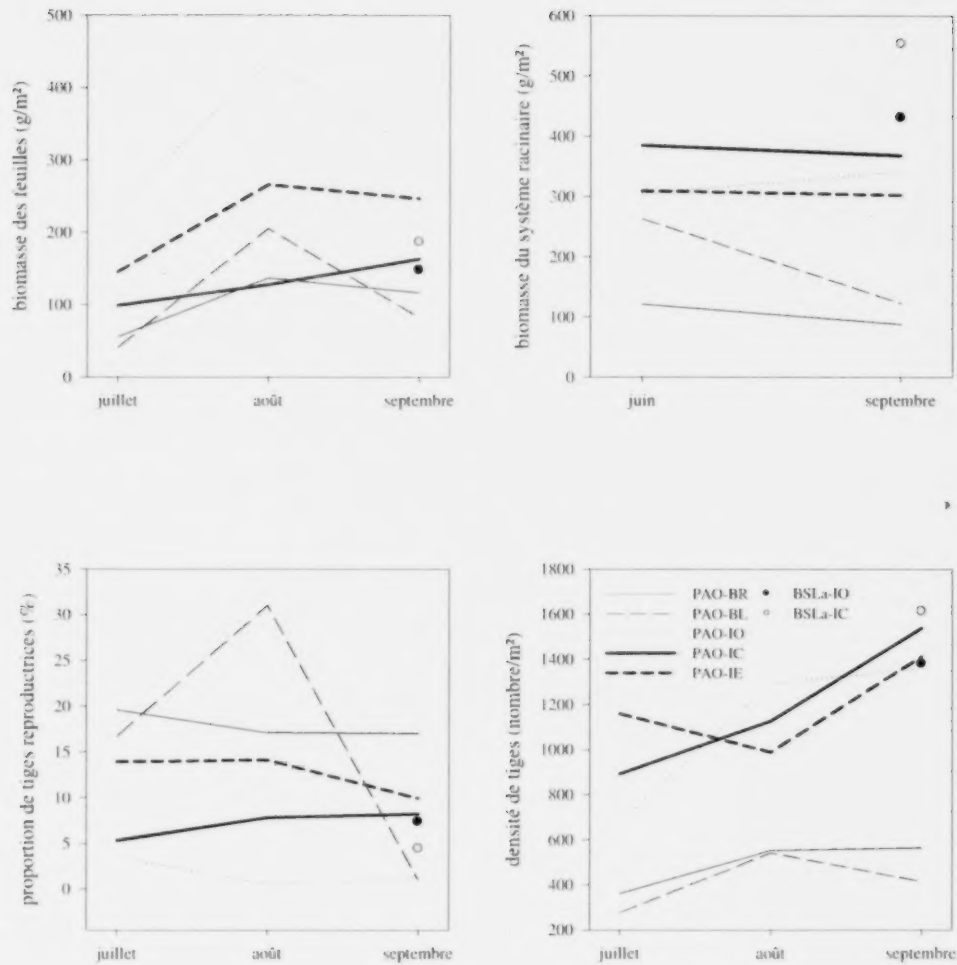 biomasse des feuilles (g/m²)
500
400
300
200
100
0
juillet
août
septembre
biomasse du système racinaire (g/m²)
600
500
400
300
200
100
0
juin
septembre
proportion de tiges reproductrices (%)
35
30
25
20
15
10
5
0
juillet
août
septembre
densité de tiges (nombre/m²)
1800
1600
1400
1200
1000
800
600
400
200
juillet
août
septembre
PAO-BR
PAO-BL
PAO-IO
PAO-IC
PAO-IE
BSLa-IO
BSLa-IC